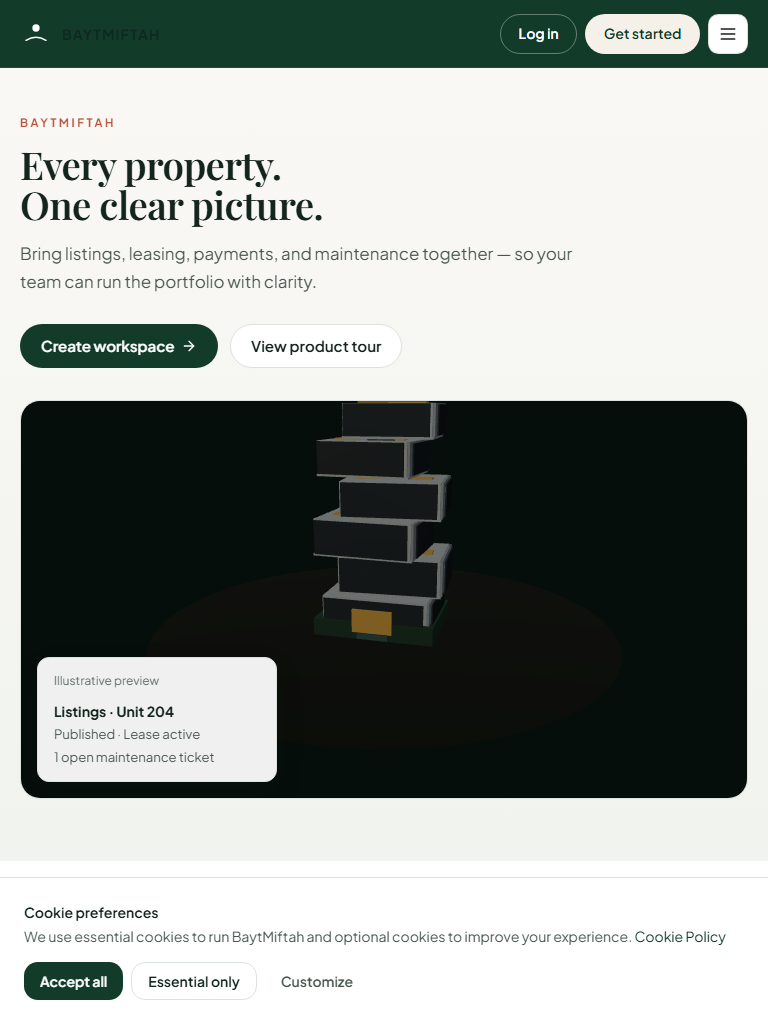 BAYTMIFTAH
Log in
Get started
BAYTMIFTAH
Every property.
One clear picture.
Bring listings, leasing, payments, and maintenance together — so your
team can run the portfolio with clarity.
Create workspace →
View product tour
Illustrative preview
Listings · Unit 204
Published · Lease active
1 open maintenance ticket
Cookie preferences
We use essential cookies to run BaytMiftah and optional cookies to improve your experience. Cookie Policy
Accept all
Essential only
Customize